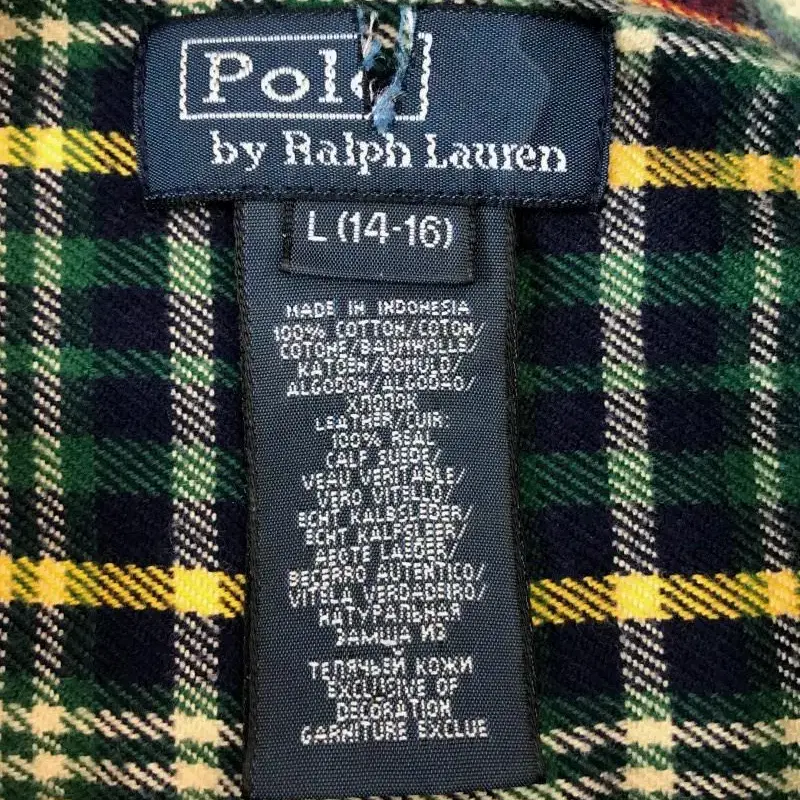 Polo
by Ralph Lauren
L (14-16)
MADE IN INDONESIA
100% COTTON/COTON/
COTONE/BAUMWOLLE/
KATOEN/BOMULD/
ALGODON/ALGODAO/
ХЛОПОК
LEATHER/CUIR:
100% REAL
CALF SUEDE/
VEAU VERITABLE/
VERO VITELLO/
ECHT KALBSLEDER/
ECHT KALFSLEER/
AEGTE LAEDER/
BECERRO AUTENTICO/
VITELA VERDADEIRO/
НАТУРАЛЬНАЯ
ЗАМША ИЗ
ТЕЛЯЧЬЕЙ КОЖИ
EXCLUSIVE OF
DECORATION
GARNITURE EXCLUE